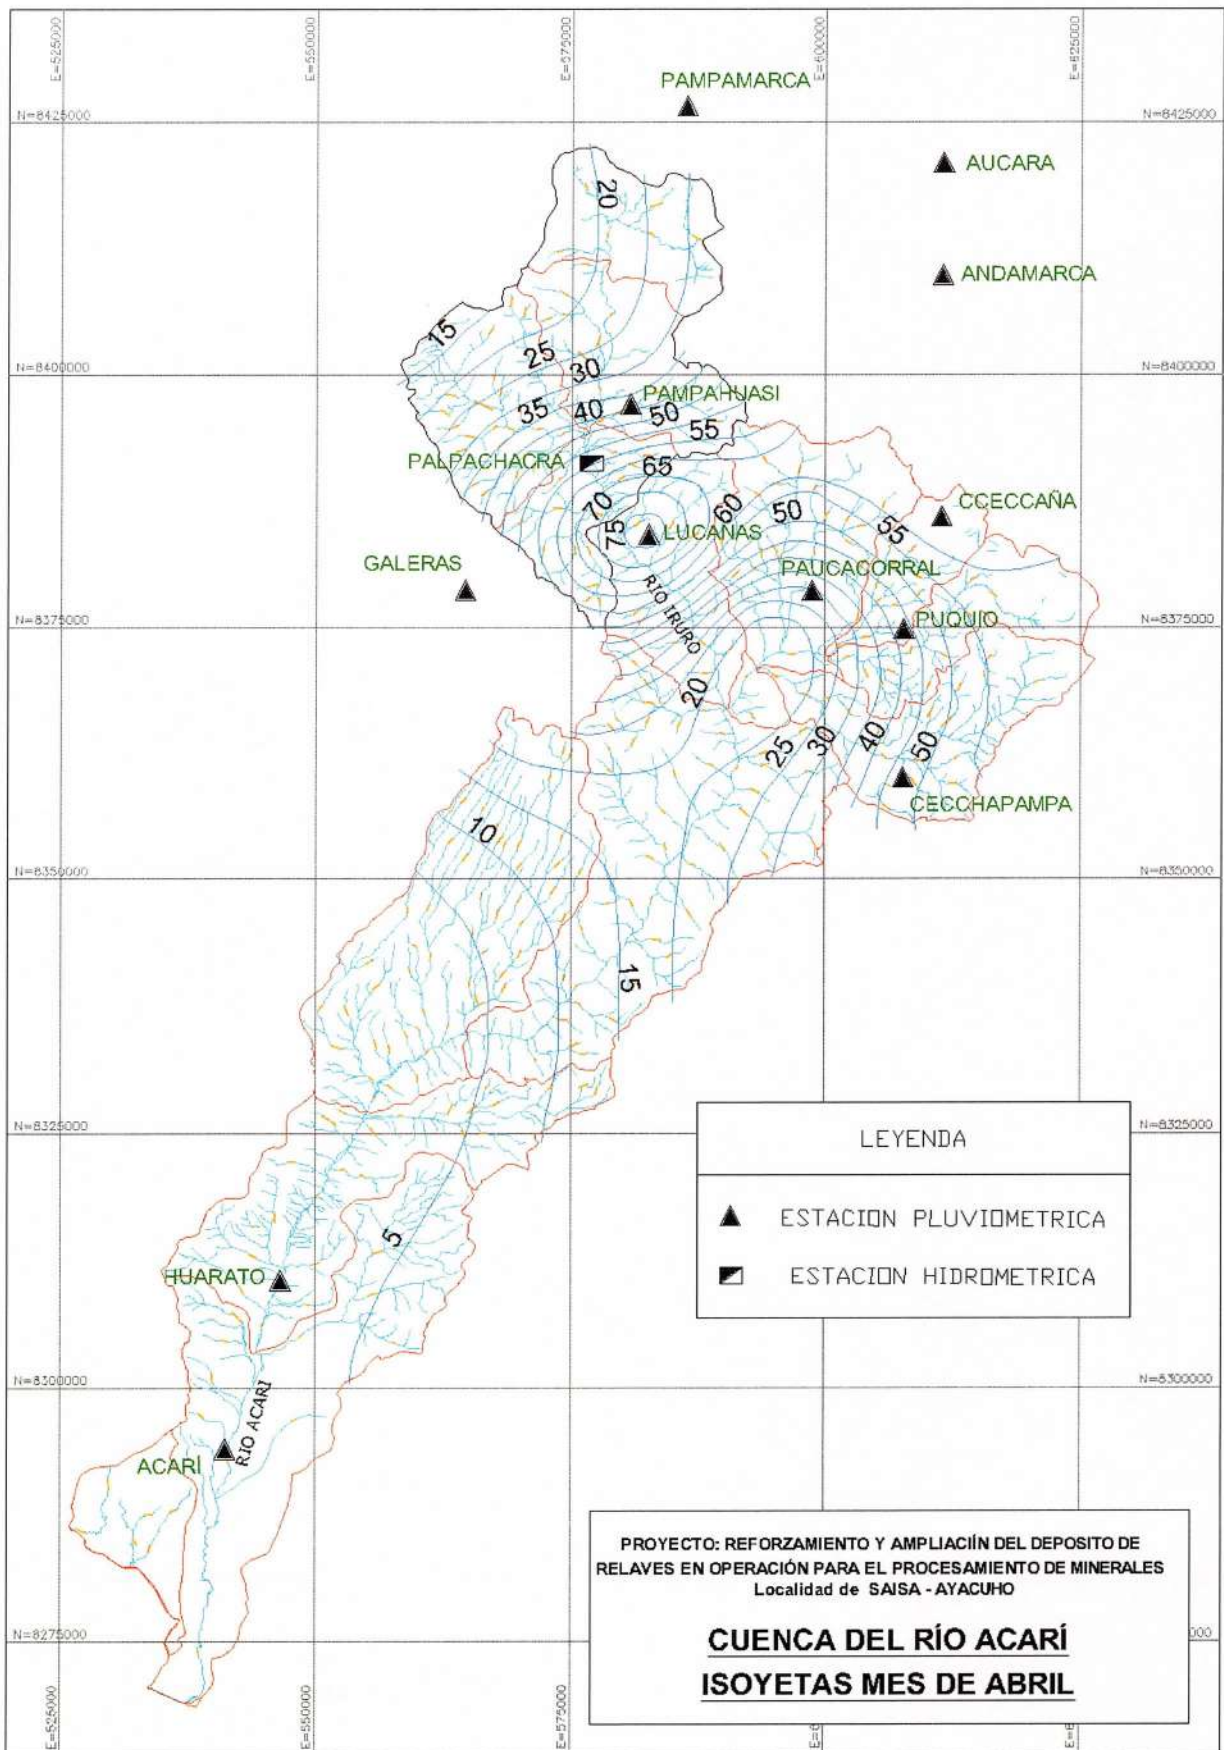 E=525000
E=550000
E=575000
E=600000
E=625000
PAMPAMARCA
N=8425000
N=8425000
AUCARA
20
ANDAMARCA
15
25
30
N=8400000
N=8400000
PAMPAHUASI
35
40
50
55
PALPACHACRA
65
70
60
50
CCECCAÑA
55
75
LUCANAS
GALERAS
PAUCACORRAL
RIO IRURO
PUQUIO
N=8375000
N=8375000
20
25
30
40
50
CECCHAPAMPA
10
N=8350000
N=8350000
15
N=8325000
N=8325000
LEYENDA
ESTACION PLUVIOMETRICA
ESTACION HIDROMETRICA
5
HUARATO
N=8300000
N=8300000
RIO ACARI
ACARÍ
PROYECTO: REFORZAMIENTO Y AMPLIACIÍN DEL DEPOSITO DE
RELAVES EN OPERACIÓN PARA EL PROCESAMIENTO DE MINERALES
Localidad de SAISA - AYACUHO
CUENCA DEL RÍO ACARÍ
ISOYETAS MES DE ABRIL
N=8275000
E=525000
E=550000
E=575000